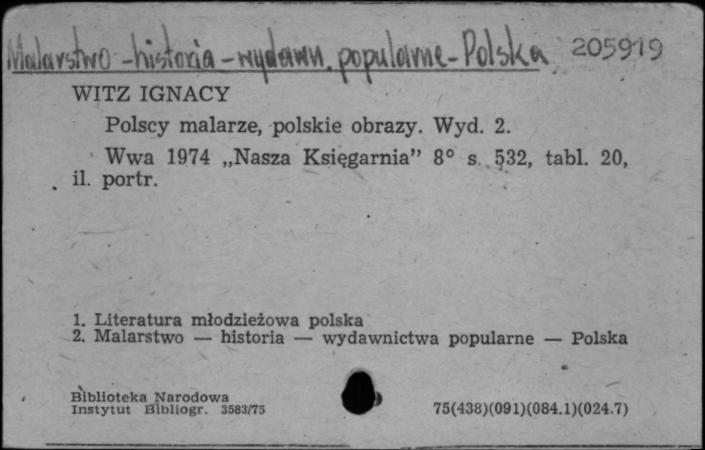 Malarstwo - historia - wydawn. popularne - Polska 205919
WITZ IGNACY
Polscy malarze, polskie obrazy. Wyd. 2.
Wwa 1974 „Nasza Księgarnia” 8° s. 532, tabl. 20,
il. portr.
1. Literatura młodzieżowa polska
2. Malarstwo — historia — wydawnictwa popularne — Polska
Biblioteka Narodowa
Instytut Bibliogr. 3583/75
75(438)(091)(084.1)(024.7)